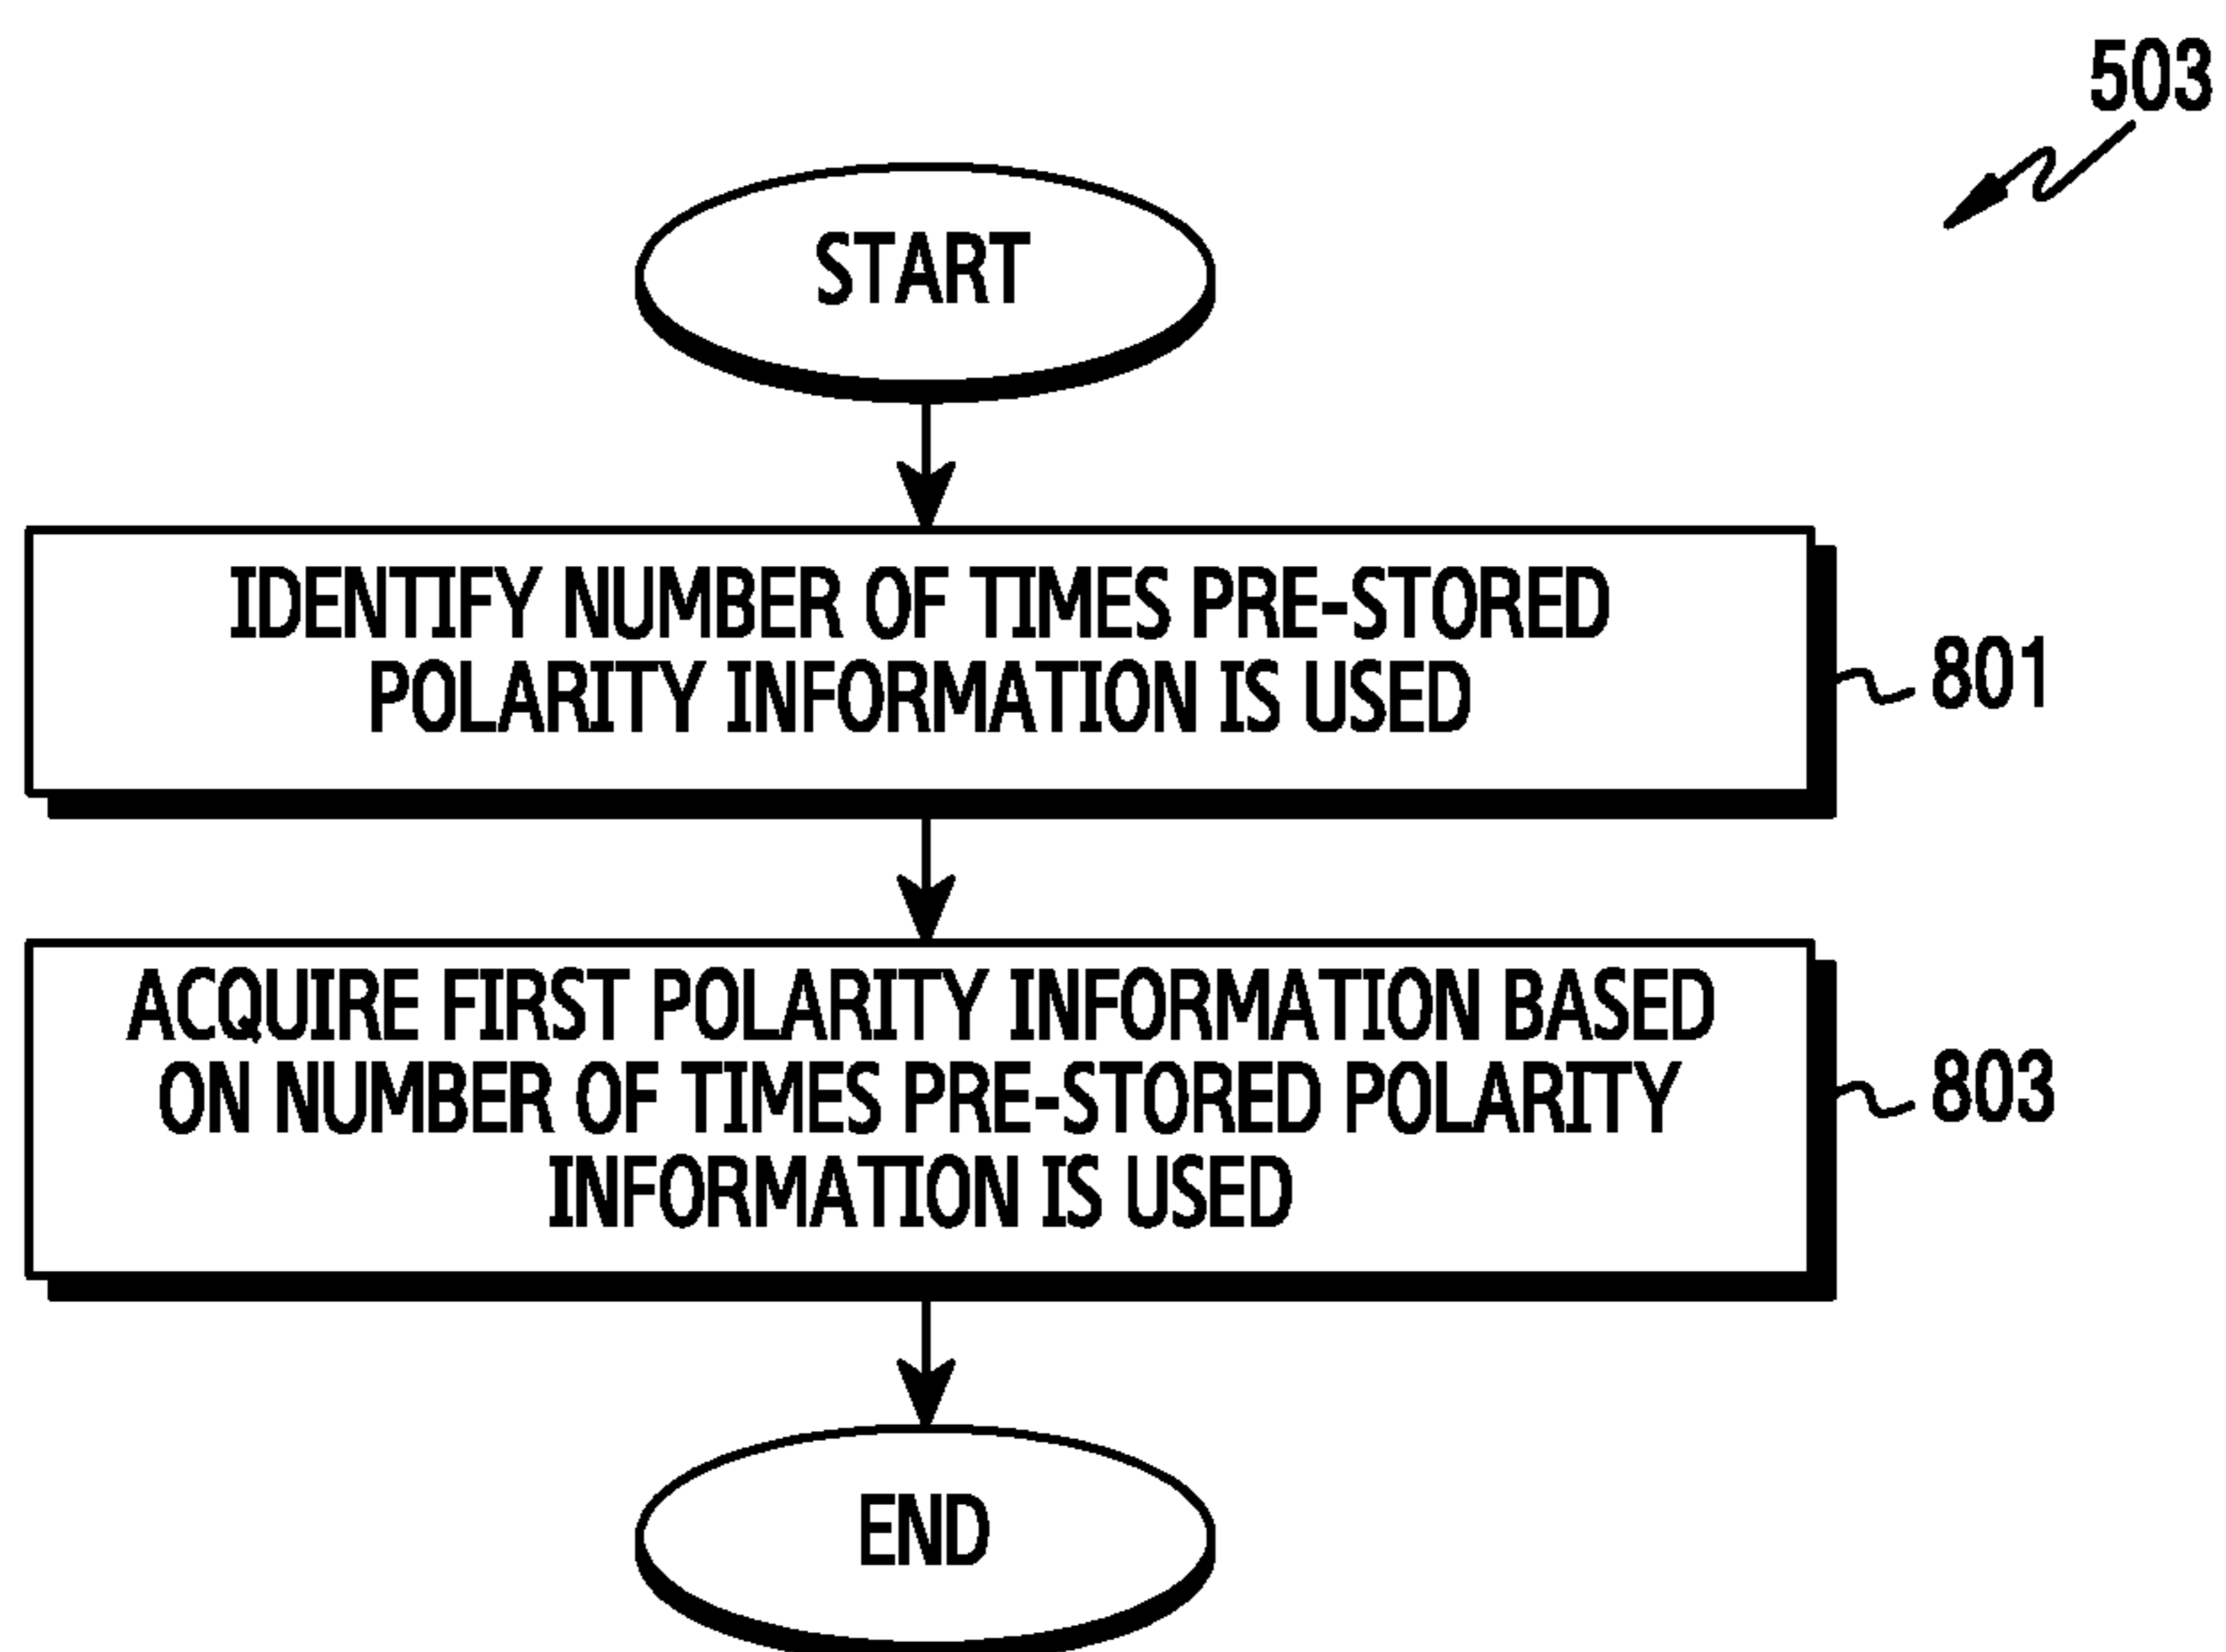 503
START
IDENTIFY NUMBER OF TIMES PRE-STORED
POLARITY INFORMATION IS USED
801
ACQUIRE FIRST POLARITY INFORMATION BASED
ON NUMBER OF TIMES PRE-STORED POLARITY
INFORMATION IS USED
803
END